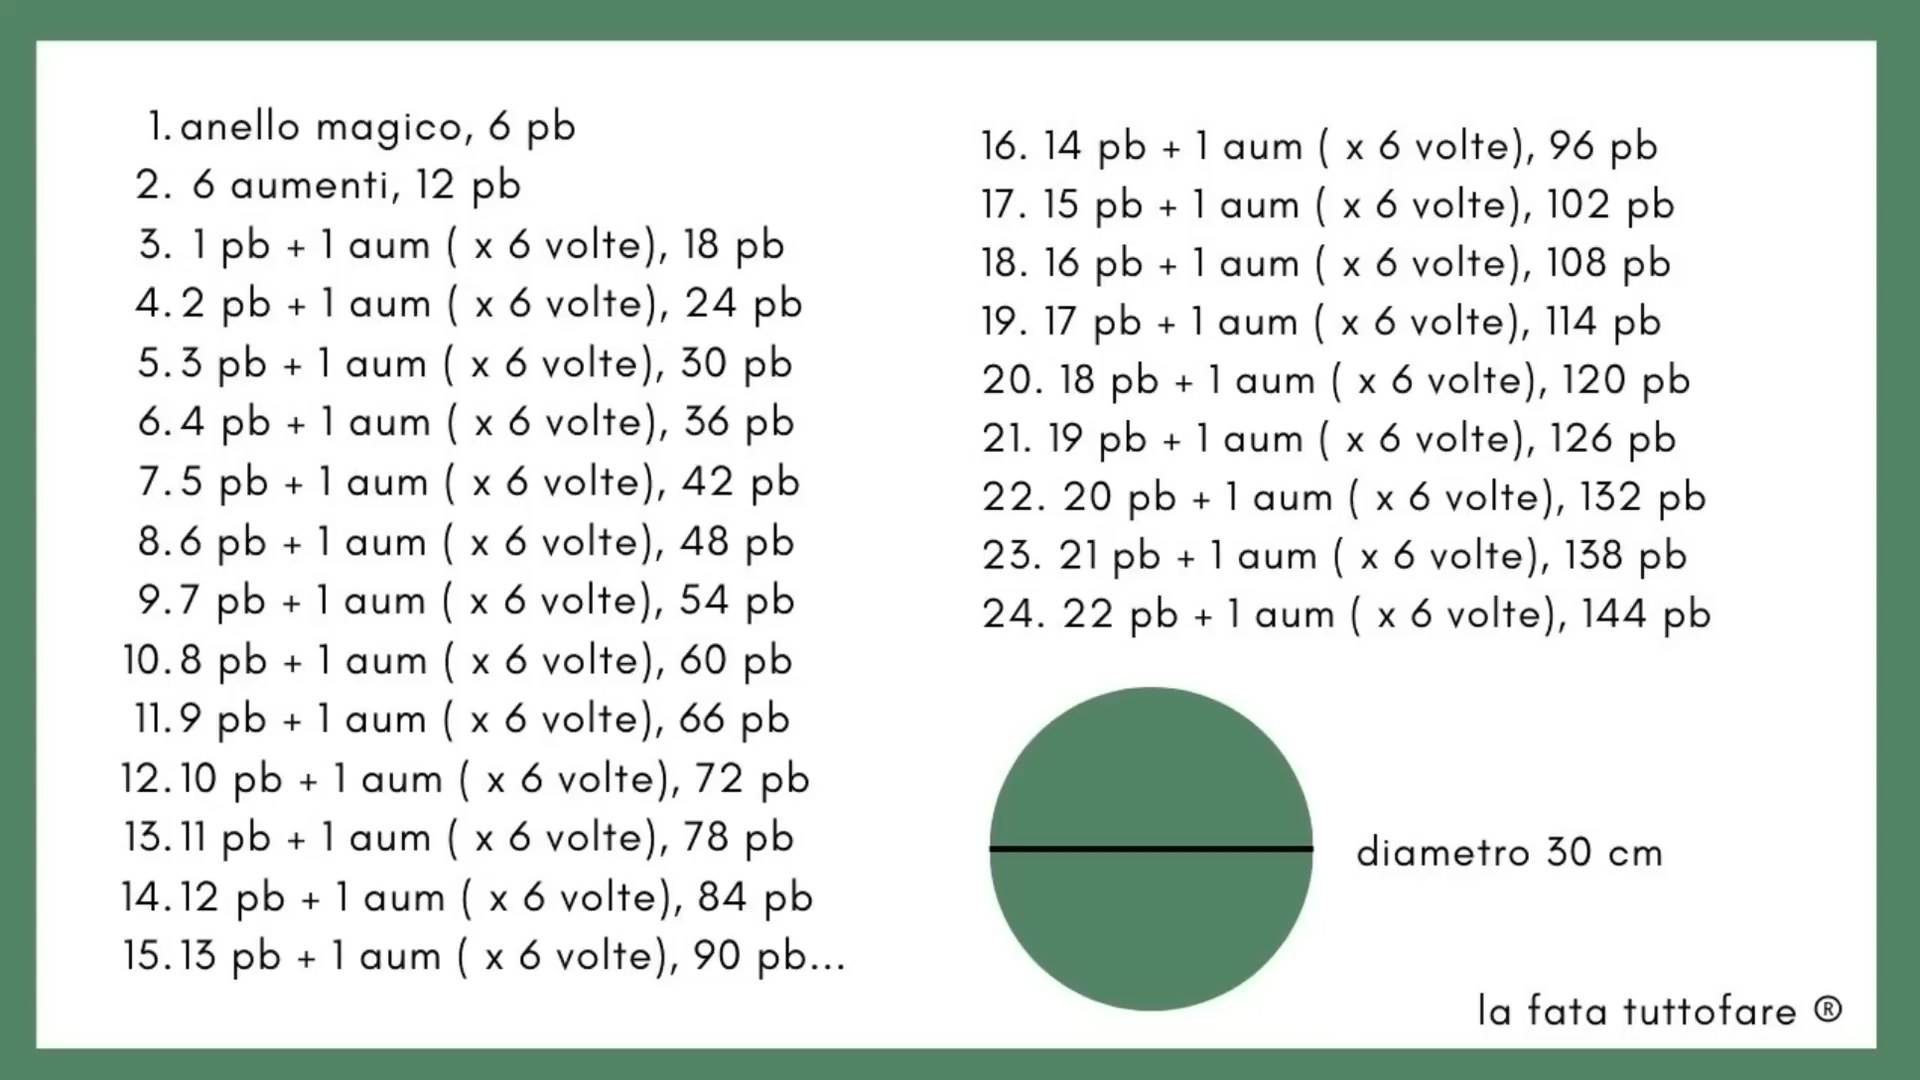 1. anello magico, 6 pb
2. 6 aumenti, 12 pb
3. 1 pb + 1 aum ( x 6 volte), 18 pb
4. 2 pb + 1 aum ( x 6 volte), 24 pb
5. 3 pb + 1 aum ( x 6 volte), 30 pb
6. 4 pb + 1 aum ( x 6 volte), 36 pb
7. 5 pb + 1 aum ( x 6 volte), 42 pb
8. 6 pb + 1 aum ( x 6 volte), 48 pb
9. 7 pb + 1 aum ( x 6 volte), 54 pb
10. 8 pb + 1 aum ( x 6 volte), 60 pb
11. 9 pb + 1 aum ( x 6 volte), 66 pb
12. 10 pb + 1 aum ( x 6 volte), 72 pb
13. 11 pb + 1 aum ( x 6 volte), 78 pb
14. 12 pb + 1 aum ( x 6 volte), 84 pb
15. 13 pb + 1 aum ( x 6 volte), 90 pb...
16. 14 pb + 1 aum ( x 6 volte), 96 pb
17. 15 pb + 1 aum ( x 6 volte), 102 pb
18. 16 pb + 1 aum ( x 6 volte), 108 pb
19. 17 pb + 1 aum ( x 6 volte), 114 pb
20. 18 pb + 1 aum ( x 6 volte), 120 pb
21. 19 pb + 1 aum ( x 6 volte), 126 pb
22. 20 pb + 1 aum ( x 6 volte), 132 pb
23. 21 pb + 1 aum ( x 6 volte), 138 pb
24. 22 pb + 1 aum ( x 6 volte), 144 pb
diametro 30 cm
la fata tuttofare ®